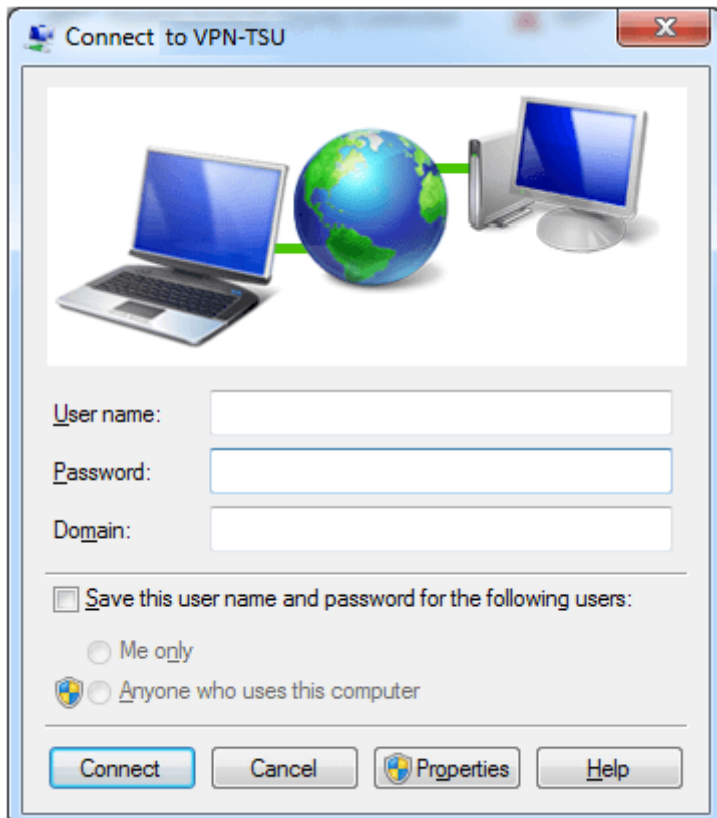 Connect to VPN-TSU
User name:
Password:
Domain:
Save this user name and password for the following users:
Me only
Anyone who uses this computer
Connect Cancel Properties Help